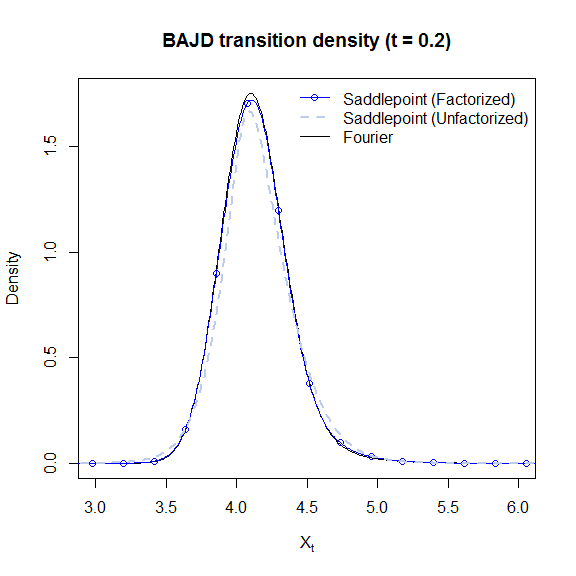 BAJD transition density (t = 0.2)
Saddlepoint (Factorized)
Saddlepoint (Unfactorized)
Fourier
Density
0.0
0.5
1.0
1.5
3.0 3.5 4.0 4.5 5.0 5.5 6.0
Xt